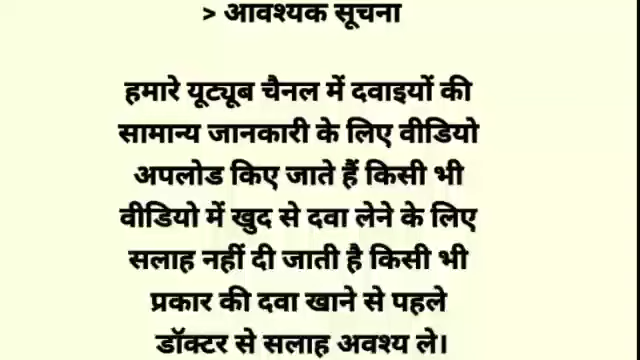 > आवश्यक सूचना
हमारे यूट्यूब चैनल में दवाइयों की
सामान्य जानकारी के लिए वीडियो
अपलोड किए जाते हैं किसी भी
वीडियो में खुद से दवा लेने के लिए
सलाह नहीं दी जाती है किसी भी
प्रकार की दवा खाने से पहले
डॉक्टर से सलाह अवश्य ले।